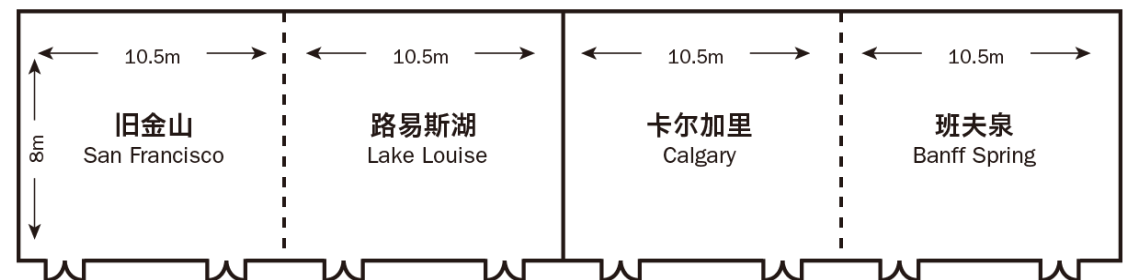 10.5m
10.5m
10.5m
10.5m
8m
旧金山
San Francisco
路易斯湖
Lake Louise
卡尔加里
Calgary
班夫泉
Banff Spring